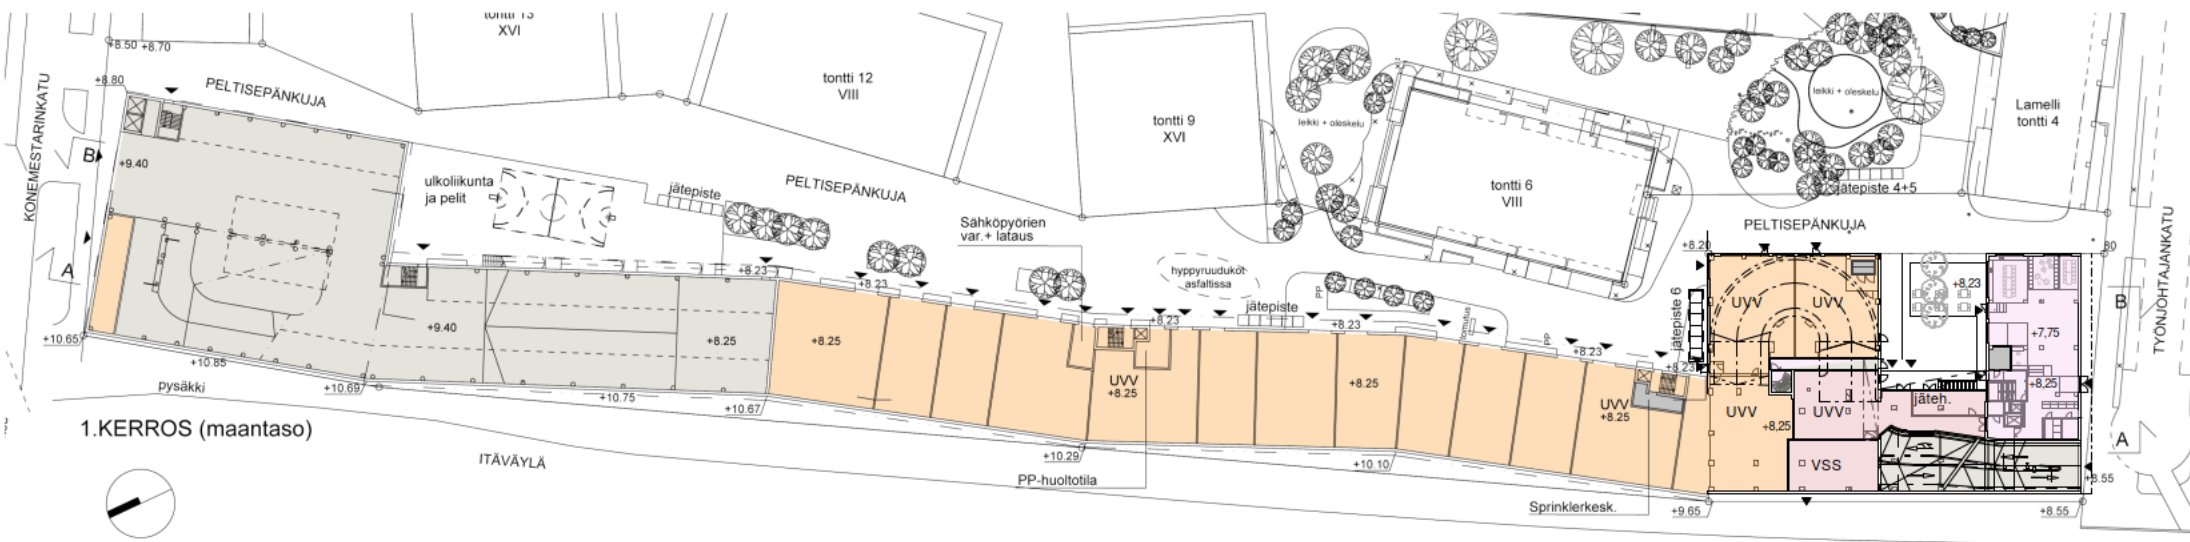 tontti 13
XVI
+8.50 +8.70
+8.80
PELTISEPÄNKUJA
KONEMESTARINKATU
tontti 12
VIII
tontti 9
XVI
leikki + oleskelu
leikki + oleskelu
Lamelli
tontti 4
B
+9.40
ulkoliikunta
ja pelit
jätepiste
PELTISEPÄNKUJA
tontti 6
VIII
jätepiste 4+5
PELTISEPÄNKUJA
TYÖNJOHTAJANKATU
Sähköpyörien
var.+ lataus
A
+8.23
+8.23
hyppyruudukot
asfaltissa
PP
jätepiste
+8.23
+8.23
tomutus
PP
+8.23
+8.23
jätepiste 6
+8.20
80
UVV
UVV
+8,23
+7,75
B
+10.65
+9.40
+8.25
+8.25
UVV
+8.25
+8.25
UVV
+8.25
UVV
UVV
+8,25
jäteh.
+8,25
A
+10.85
+10.69
+10.75
+10.67
pysäkki
1.KERROS (maantaso)
ITÄVÄYLÄ
+10.29
+10.10
PP-huoltotila
Sprinklerkesk.
VSS
+9.65
+8.55
+8.55